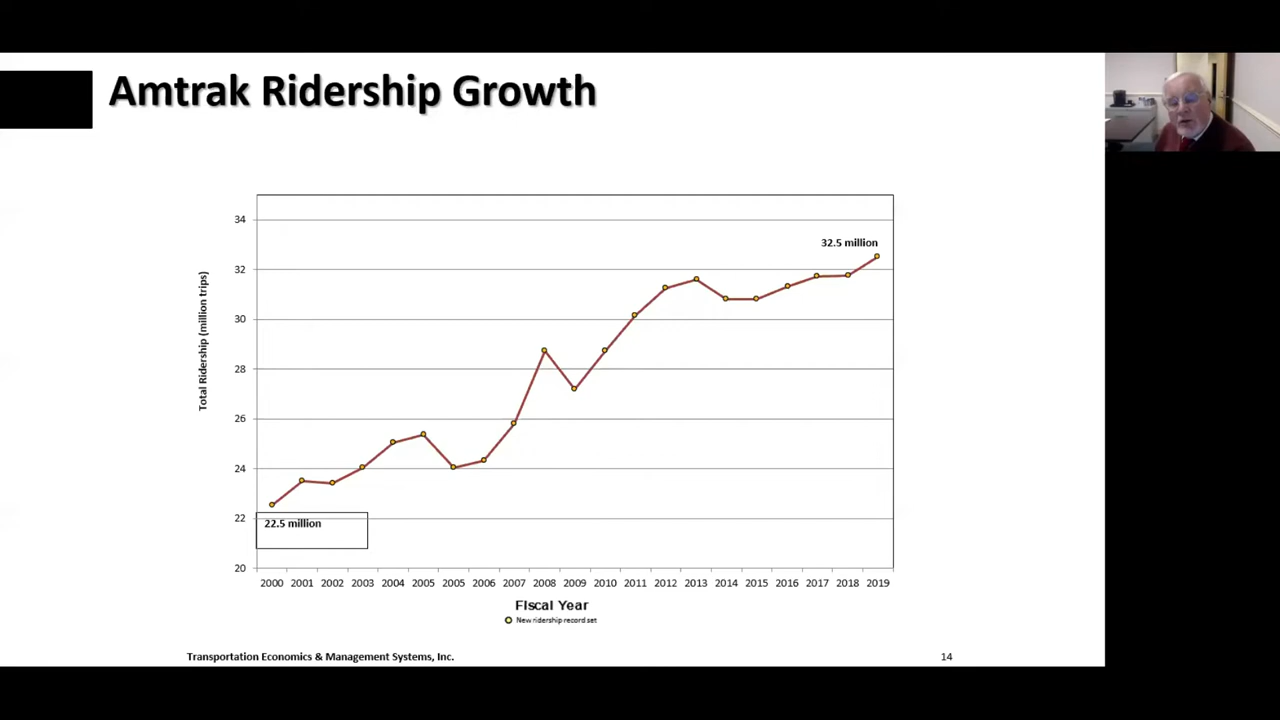 Amtrak Ridership Growth
34
32
30
28
26
24
22
20
Total Ridership (million trips)
32.5 million
22.5 million
2000 2001 2002 2003 2004 2005 2005 2006 2007 2008 2009 2010 2011 2012 2013 2014 2015 2016 2017 2018 2019
Fiscal Year
New ridership record set
Transportation Economics & Management Systems, Inc.
14